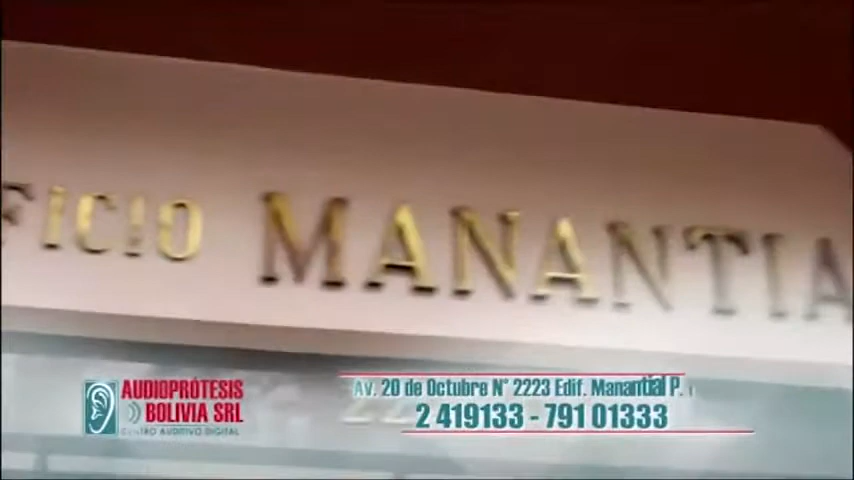 FICIO MANANTIA
AUDIOPRÓTESIS
BOLIVIA SRL
CENTRO AUDITIVO DIGITAL
Av. 20 de Octubre N° 2223 Edif. Manantial P.
2 419133 - 791 01333